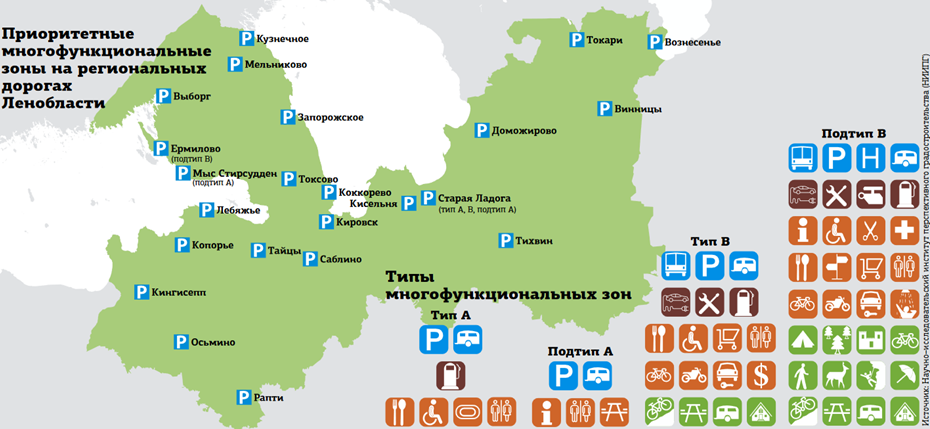 Приоритетные
многофункциональные
зоны на региональных
дорогах
Ленобласти
Кузнечное
Мельниково
Выборг
Запорожское
Ермилово
(подтип В)
Мыс Стирсудден
(подтип А)
Токсово
Коккорево
Кисельня
Старая Ладога
(тип А, В, подтип А)
Лебяжье
Кировск
Копорье
Тайцы
Саблино
Тихвин
Кингисепп
Осьмино
Рапти
Доможирово
Токари
Вознесенье
Винницы
Типы
многофункциональных зон
Тип А
Подтип А
Тип В
Подтип В
Источник: Научно-исследовательский институт перспективного градостроительства (НИИПГ)